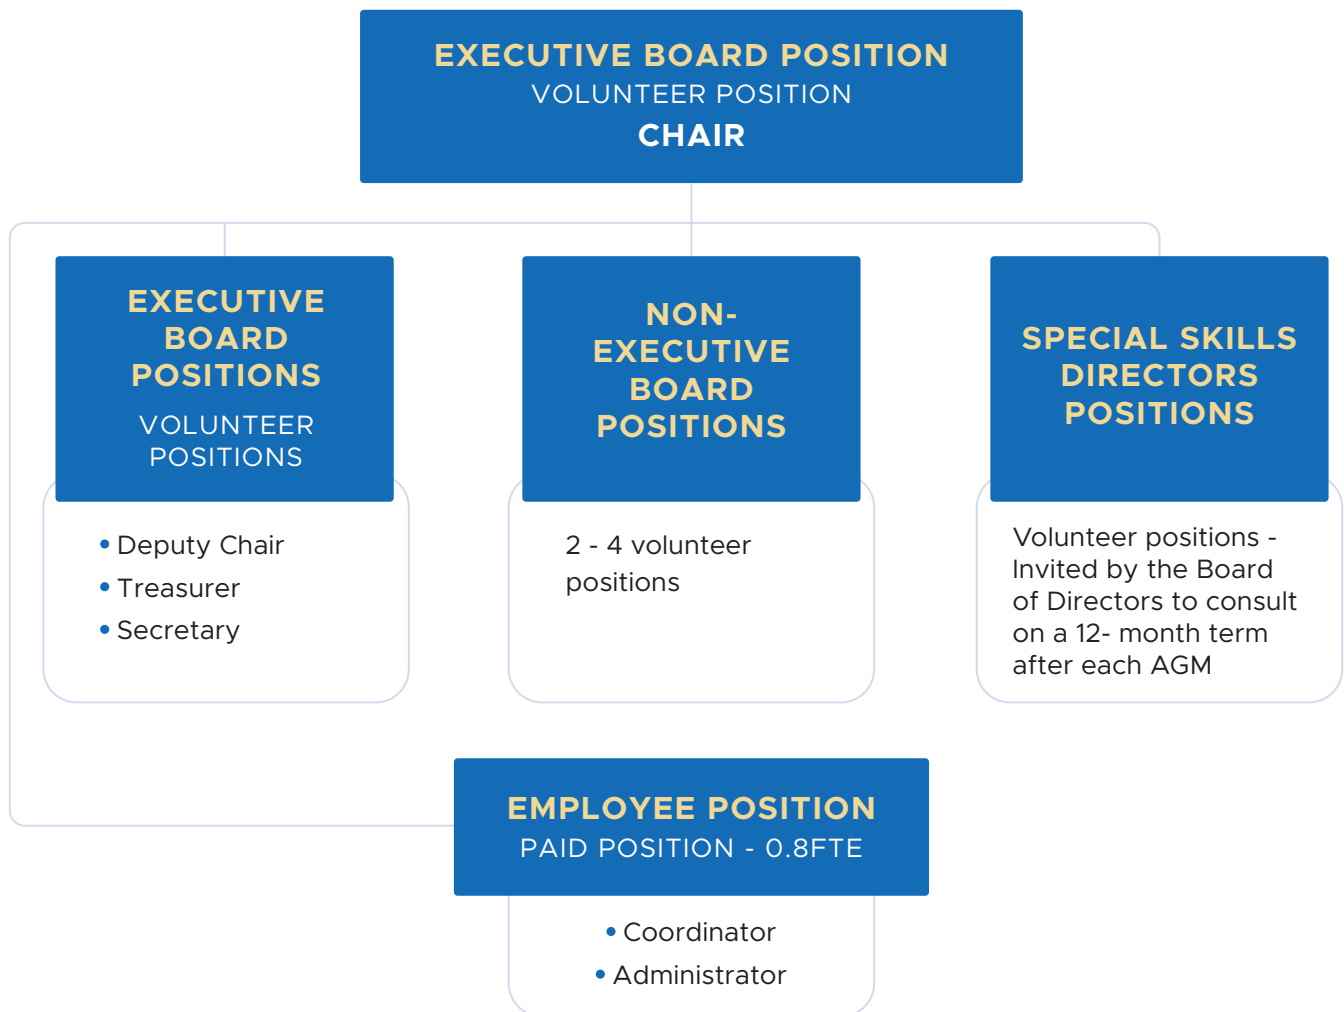 EXECUTIVE BOARD POSITION
VOLUNTEER POSITION
CHAIR
EXECUTIVE
BOARD
POSITIONS
VOLUNTEER
POSITIONS
• Deputy Chair
• Treasurer
• Secretary
NON-
EXECUTIVE
BOARD
POSITIONS
2 - 4 volunteer
positions
SPECIAL SKILLS
DIRECTORS
POSITIONS
Volunteer positions -
Invited by the Board
of Directors to consult
on a 12- month term
after each AGM
EMPLOYEE POSITION
PAID POSITION - 0.8FTE
• Coordinator
• Administrator